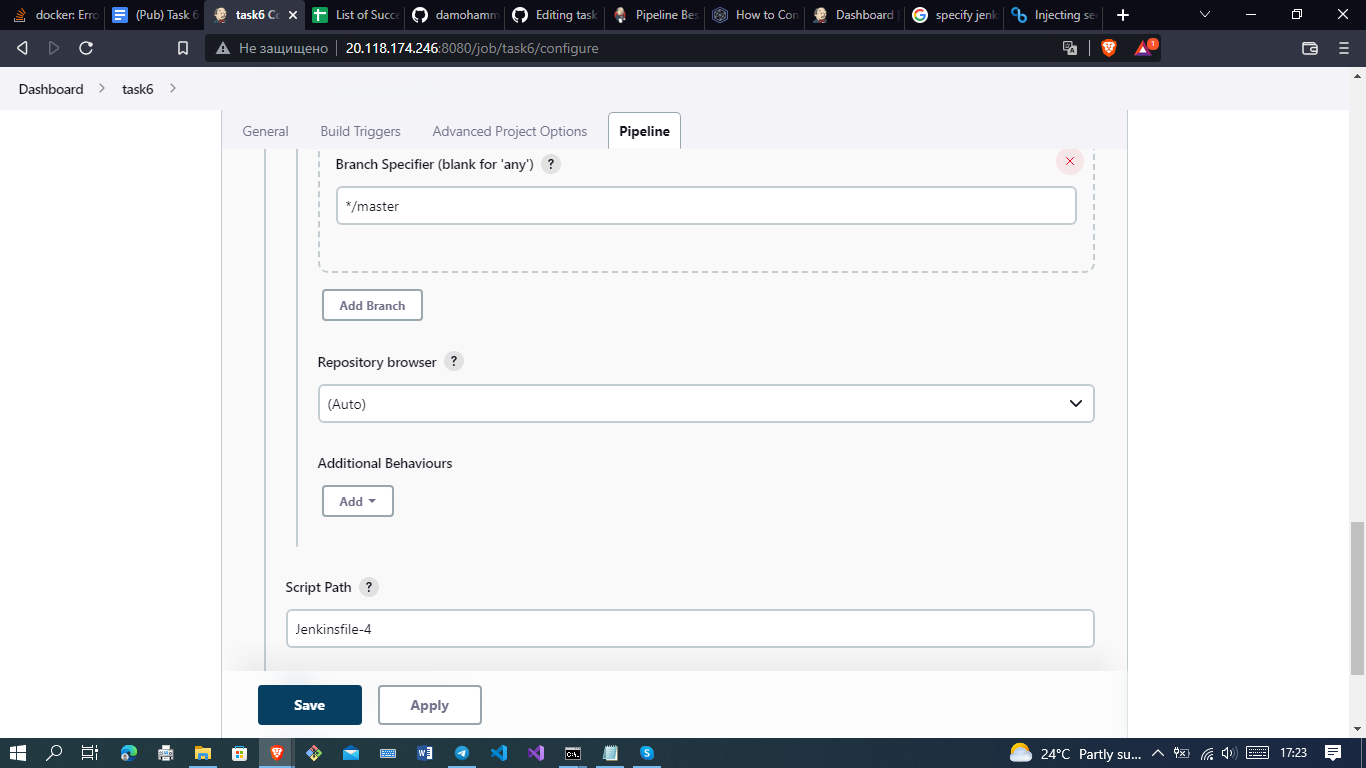 docker: Erro
(Pub) Task 6
task6 Co
List of Succe
damohamm
Editing task
Pipeline Bes
How to Con
Dashboard
specify jenk
Injecting se
Не защищено 20.118.174.246:8080/job/task6/configure
1
Dashboard
task6
General
Build Triggers
Advanced Project Options
Pipeline
Branch Specifier (blank for 'any') ?
*/master
Add Branch
Repository browser ?
(Auto)
Additional Behaviours
Add
Script Path ?
Jenkinsfile-4
Save
Apply
24°C Partly su...
17:23